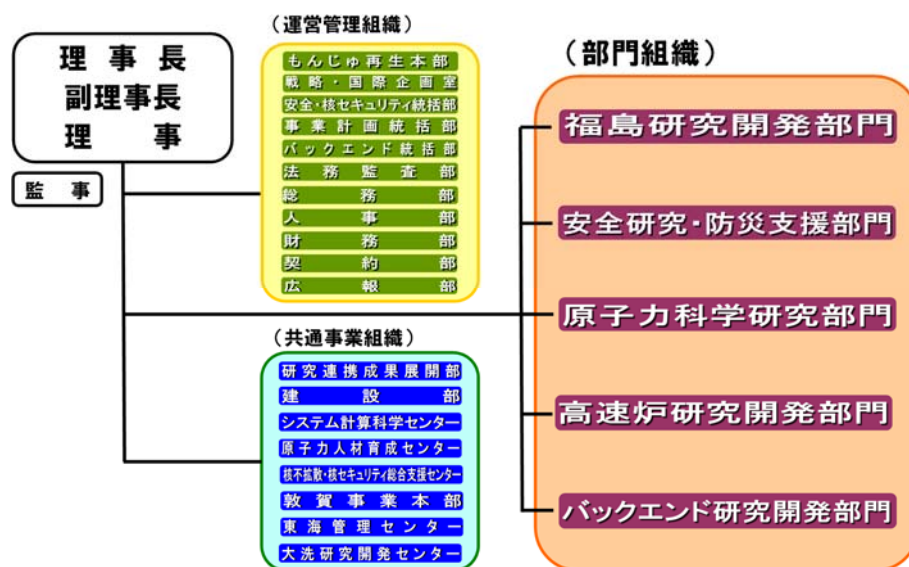 理事長
副理事長
理事
監事
（運営管理組織）
もんじゅ再生本部
戦略・国際企画室
安全・核セキュリティ統括部
事業計画統括部
バックエンド統括部
法務監査部
総務部
人事部
財務部
契約部
広報部
（共通事業組織）
研究連携成果展開部
建設部
システム計算科学センター
原子力人材育成センター
核不拡散・核セキュリティ総合支援センター
敦賀事業本部
東海管理センター
大洗研究開発センター
（部門組織）
福島研究開発部門
安全研究・防災支援部門
原子力科学研究部門
高速炉研究開発部門
バックエンド研究開発部門